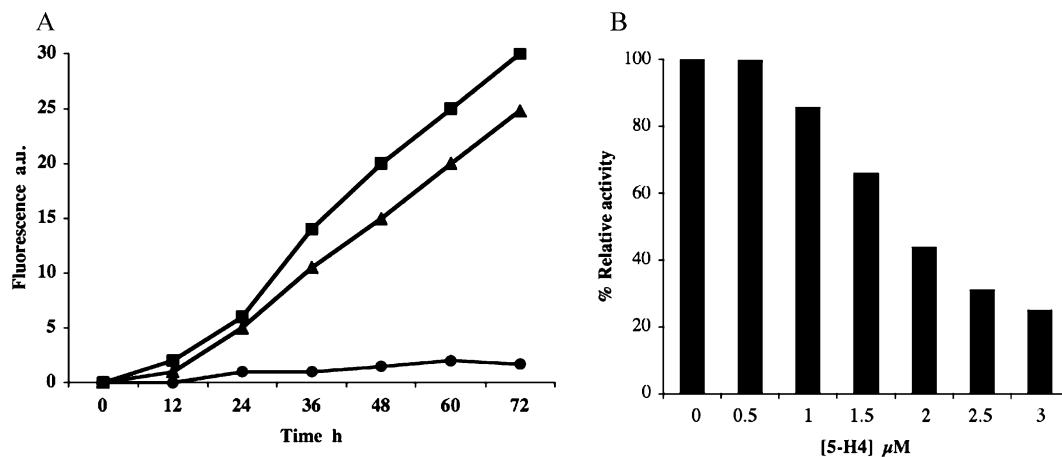 A
30
25
20
15
10
5
0
Fluorescence a.u.
0 12 24 36 48 60 72
Time h
B
100
80
60
40
20
0
% Relative activity
0 0.5 1 1.5 2 2.5 3
[5-H4] µM